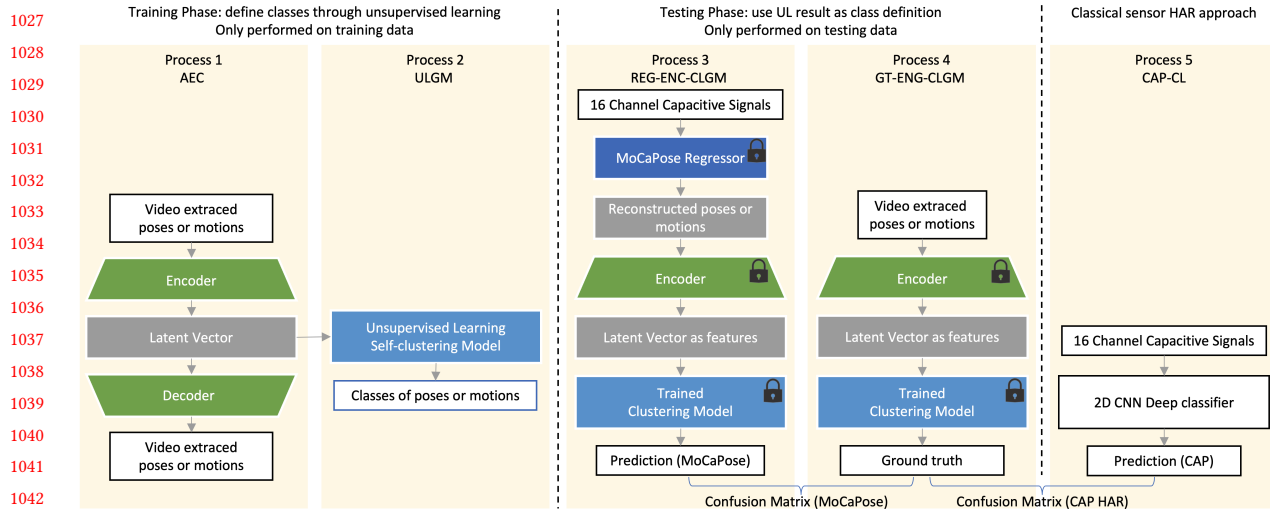 1027
1028
1029
1030
1031
1032
1033
1034
1035
1036
1037
1038
1039
1040
1041
1042
Training Phase: define classes through unsupervised learning
Only performed on training data
Testing Phase: use UL result as class definition
Only performed on testing data
Classical sensor HAR approach
Process 1
AEC
Video extraced
poses or motions
Encoder
Latent Vector
Decoder
Video extraced
poses or motions
Process 2
ULGM
Unsupervised Learning
Self-clustering Model
Classes of poses or motions
Process 3
REG-ENC-CLGM
16 Channel Capacitive Signals
MoCaPose Regressor
Reconstructed poses or
motions
Encoder
Latent Vector as features
Trained
Clustering Model
Prediction (MoCaPose)
Process 4
GT-ENG-CLGM
Video extraced
poses or motions
Encoder
Latent Vector as features
Trained
Clustering Model
Ground truth
Process 5
CAP-CL
16 Channel Capacitive Signals
2D CNN Deep classifier
Prediction (CAP)
Confusion Matrix (MoCaPose)
Confusion Matrix (CAP HAR)